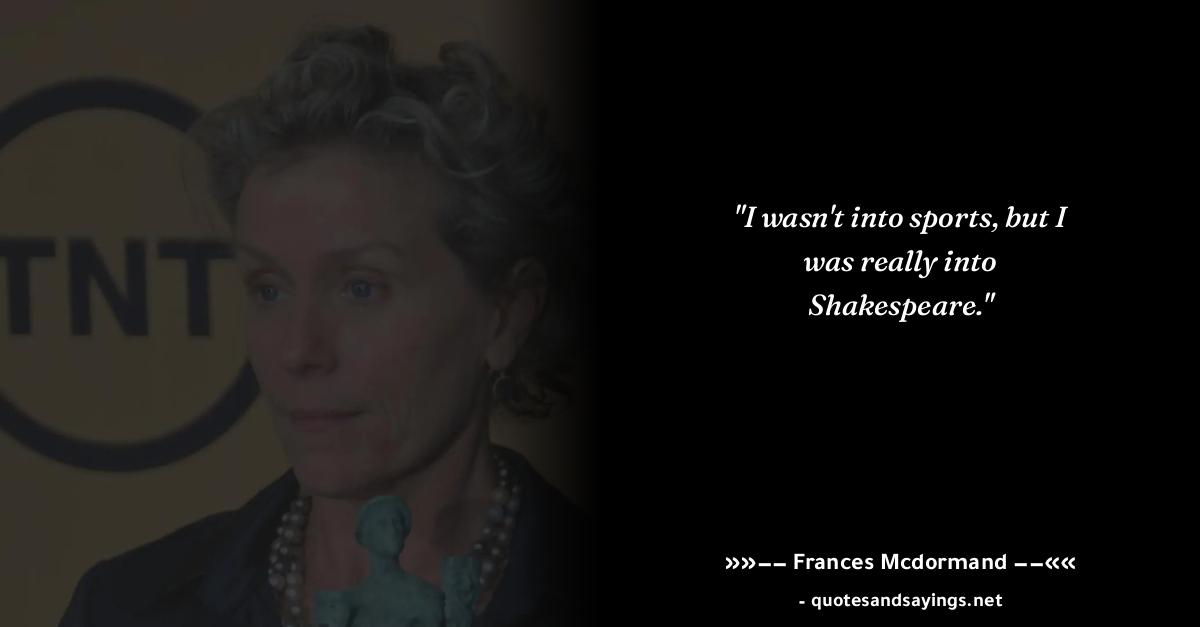 TNT
"I wasn't into sports, but I
was really into
Shakespeare."
»»−− Frances Mcdormand −−««
- quotesandsayings.net